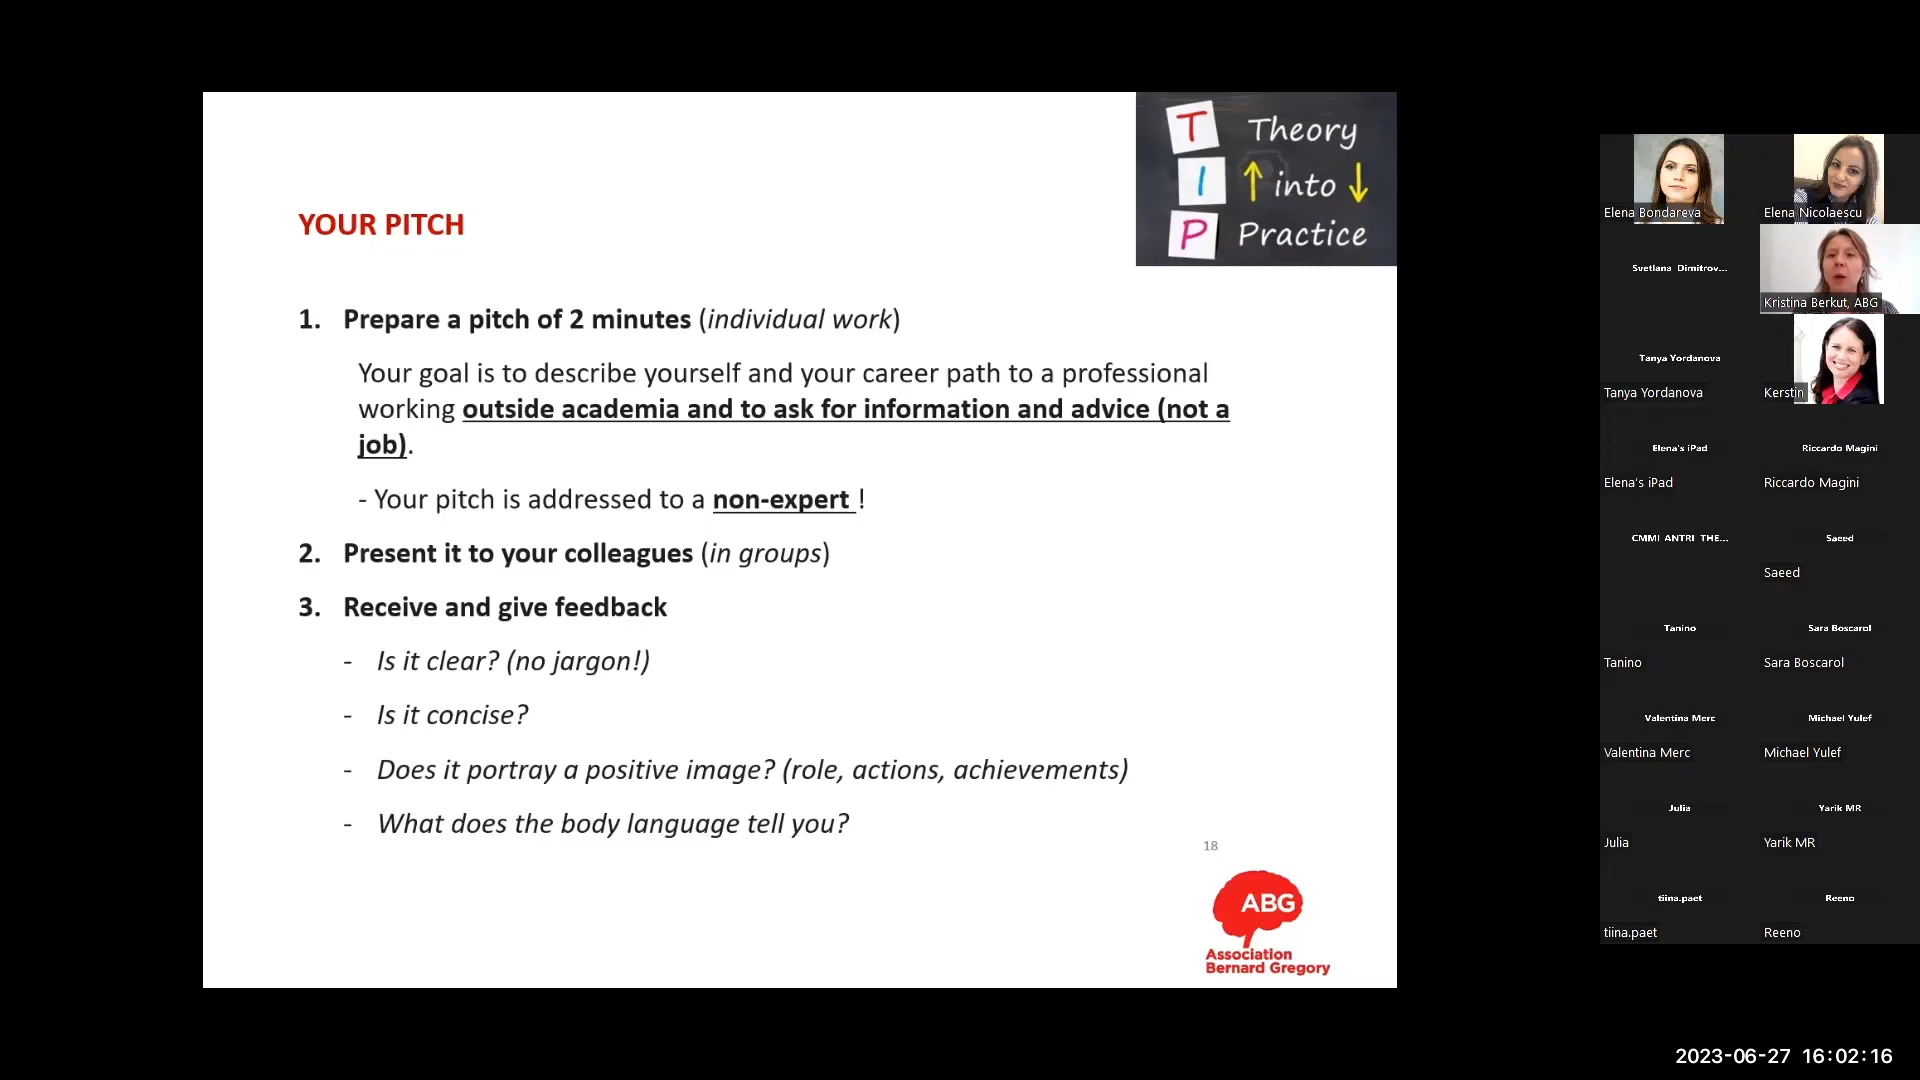 T Theory
I ↑ into ↓
P Practice
YOUR PITCH
1. Prepare a pitch of 2 minutes (individual work)
Your goal is to describe yourself and your career path to a professional
working outside academia and to ask for information and advice (not a
job).
- Your pitch is addressed to a non-expert !
2. Present it to your colleagues (in groups)
3. Receive and give feedback
- Is it clear? (no jargon!)
- Is it concise?
- Does it portray a positive image? (role, actions, achievements)
- What does the body language tell you?
18
ABG
Association
Bernard Gregory
Elena Bondareva
Elena Nicolaescu
Svetlana Dimitrov...
Kristina Berkut, ABG
Tanya Yordanova
Tanya Yordanova
Kerstin
Elena's iPad
Riccardo Magini
Elena's iPad
Riccardo Magini
CMMI ANTRI THE...
Saeed
Saeed
Tanino
Sara Boscarol
Tanino
Sara Boscarol
Valentina Merc
Michael Yulef
Valentina Merc
Michael Yulef
Julia
Yarik MR
Julia
Yarik MR
tiina.paet
Reeno
tiina.paet
Reeno
2023-06-27 16:02:16